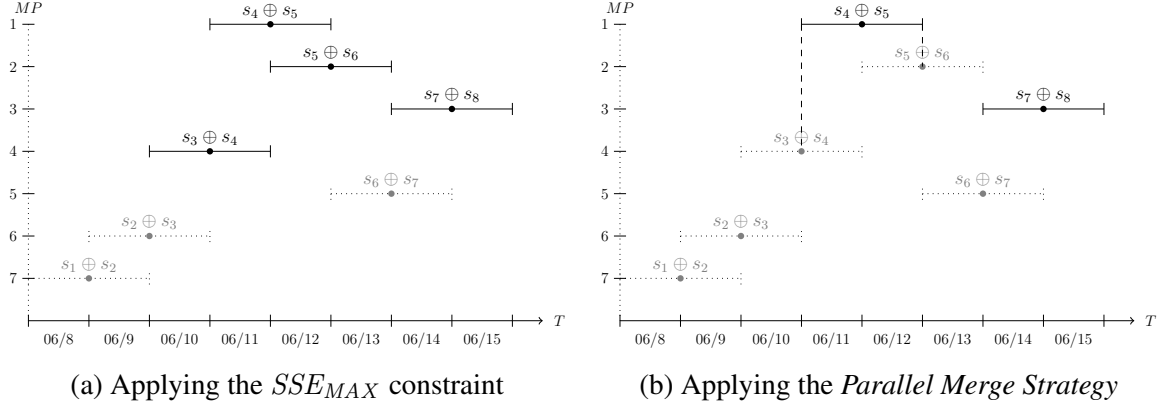 MP
1
2
3
4
5
6
7
s₄ ⊕ s₅
s₅ ⊕ s₆
s₇ ⊕ s₈
s₃ ⊕ s₄
s₆ ⊕ s₇
s₂ ⊕ s₃
s₁ ⊕ s₂
06/8 06/9 06/10 06/11 06/12 06/13 06/14 06/15 T
(a) Applying the SSE_MAX constraint
MP
1
2
3
4
5
6
7
s₄ ⊕ s₅
s₅ ⊕ s₆
s₇ ⊕ s₈
s₃ ⊕ s₄
s₆ ⊕ s₇
s₂ ⊕ s₃
s₁ ⊕ s₂
06/8 06/9 06/10 06/11 06/12 06/13 06/14 06/15 T
(b) Applying the Parallel Merge Strategy